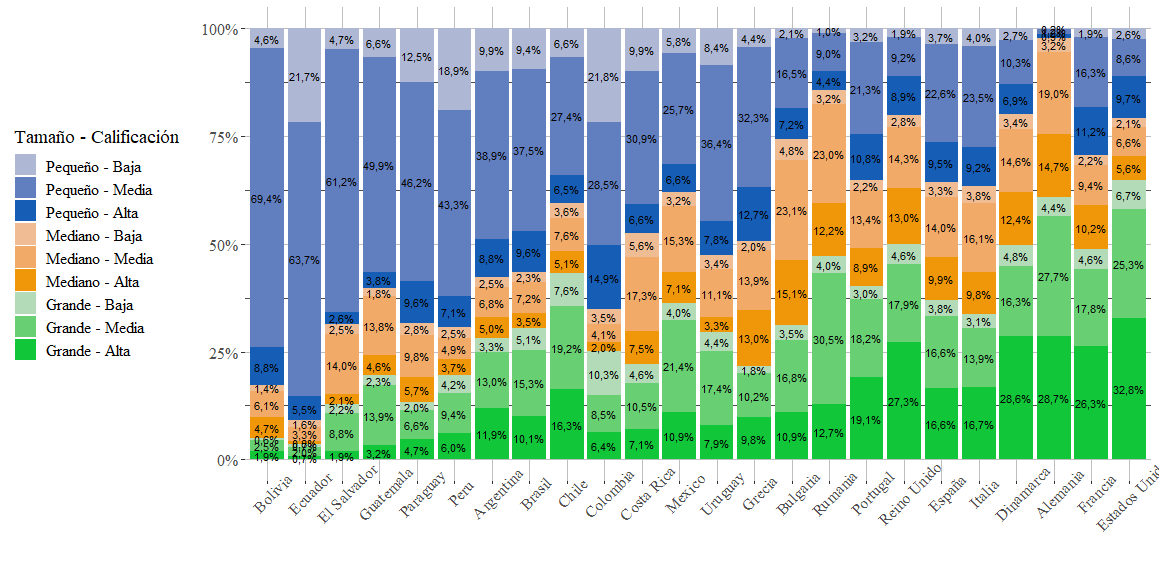 Tamaño - Calificación
Pequeño - Baja
Pequeño - Media
Pequeño - Alta
Mediano - Baja
Mediano - Media
Mediano - Alta
Grande - Baja
Grande - Media
Grande - Alta
100%
75%
50%
25%
0%
4,6% 69,4% 8,8% 1,4% 6,1% 4,7% 0,6% 2,5% 1,9%
21,7% 63,7% 5,5% 1,6% 3,3% 2,0% 0,7%
4,7% 61,2% 2,6% 2,5% 14,0% 2,1% 2,2% 8,8% 1,9%
6,6% 49,9% 3,8% 1,8% 13,8% 4,6% 2,3% 13,9% 3,2%
12,5% 46,2% 9,6% 2,8% 9,8% 5,7% 2,0% 6,6% 4,7%
18,9% 43,3% 7,1% 2,5% 4,9% 3,7% 4,2% 9,4% 6,0%
9,9% 38,9% 8,8% 2,5% 6,8% 5,0% 3,3% 13,0% 11,9%
9,4% 37,5% 9,6% 2,3% 7,2% 3,5% 5,1% 15,3% 10,1%
6,6% 27,4% 6,5% 3,6% 7,6% 5,1% 7,6% 19,2% 16,3%
21,8% 28,5% 14,9% 3,5% 4,1% 2,0% 10,3% 8,5% 6,4%
9,9% 30,9% 6,6% 5,6% 17,3% 7,5% 4,6% 10,5% 7,1%
5,8% 25,7% 6,6% 3,2% 15,3% 7,1% 4,0% 21,4% 10,9%
8,4% 36,4% 7,8% 3,4% 11,1% 3,3% 4,4% 17,4% 7,9%
4,4% 32,3% 12,7% 2,0% 13,9% 13,0% 1,8% 10,2% 9,8%
2,1% 16,5% 7,2% 4,8% 23,1% 15,1% 3,5% 16,8% 10,9%
1,0% 9,0% 4,4% 3,2% 23,0% 12,2% 4,0% 30,5% 12,7%
3,2% 21,3% 10,8% 2,2% 13,4% 8,9% 3,0% 18,2% 19,1%
1,9% 9,2% 8,9% 2,8% 14,3% 13,0% 4,6% 17,9% 27,3%
3,7% 22,6% 9,5% 3,3% 14,0% 9,9% 3,8% 16,6% 16,6%
4,0% 23,5% 9,2% 3,8% 16,1% 9,8% 3,1% 13,9% 16,7%
2,7% 10,3% 6,9% 3,4% 14,6% 12,4% 4,8% 16,3% 28,6%
3,2% 19,0% 14,7% 4,4% 27,7% 28,7%
1,9% 16,3% 11,2% 2,2% 9,4% 10,2% 4,6% 17,8% 26,3%
2,6% 8,6% 9,7% 2,1% 6,6% 5,6% 6,7% 25,3% 32,8%
Bolivia
Ecuador
El Salvador
Guatemala
Paraguay
Peru
Argentina
Brasil
Chile
Colombia
Costa Rica
Mexico
Uruguay
Grecia
Bulgaria
Rumania
Portugal
Reino Unido
España
Italia
Dinamarca
Alemania
Francia
Estados Unid